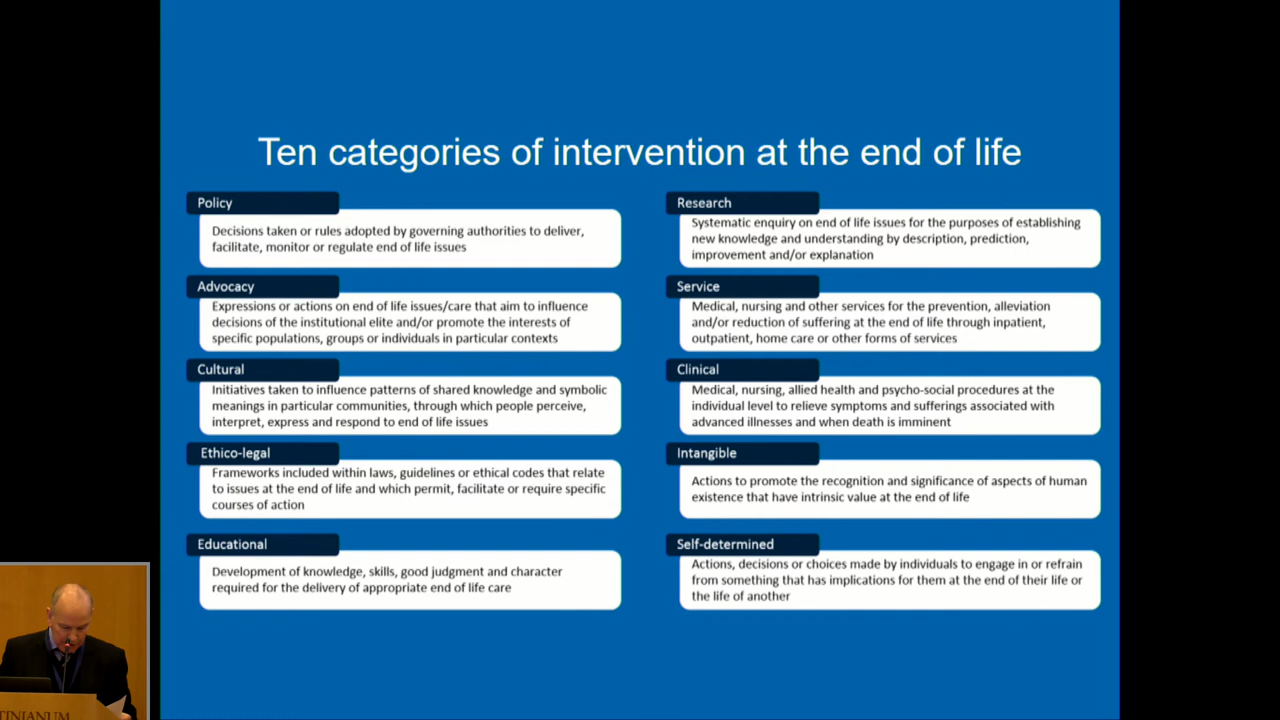 Ten categories of intervention at the end of life
Policy
Decisions taken or rules adopted by governing authorities to deliver,
facilitate, monitor or regulate end of life issues
Advocacy
Expressions or actions on end of life issues/care that aim to influence
decisions of the institutional elite and/or promote the interests of
specific populations, groups or individuals in particular contexts
Cultural
Initiatives taken to influence patterns of shared knowledge and symbolic
meanings in particular communities, through which people perceive,
interpret, express and respond to end of life issues
Ethico-legal
Frameworks included within laws, guidelines or ethical codes that relate
to issues at the end of life and which permit, facilitate or require specific
courses of action
Educational
Development of knowledge, skills, good judgment and character
required for the delivery of appropriate end of life care
Research
Systematic enquiry on end of life issues for the purposes of establishing
new knowledge and understanding by description, prediction,
improvement and/or explanation
Service
Medical, nursing and other services for the prevention, alleviation
and/or reduction of suffering at the end of life through inpatient,
outpatient, home care or other forms of services
Clinical
Medical, nursing, allied health and psycho-social procedures at the
individual level to relieve symptoms and sufferings associated with
advanced illnesses and when death is imminent
Intangible
Actions to promote the recognition and significance of aspects of human
existence that have intrinsic value at the end of life
Self-determined
Actions, decisions or choices made by individuals to engage in or refrain
from something that has implications for them at the end of their life or
the life of another
TINIANUM